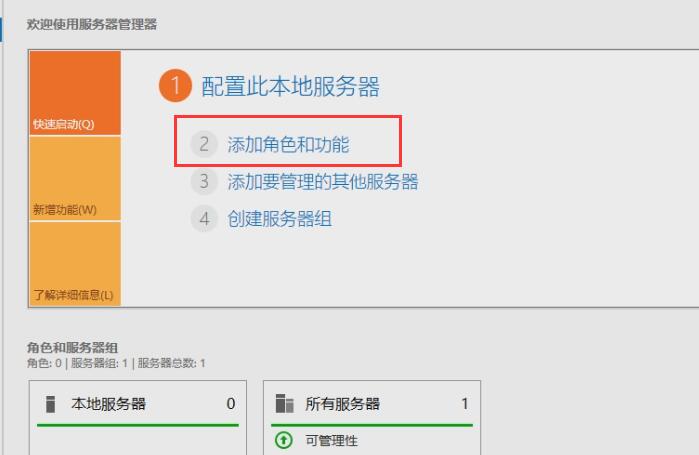 欢迎使用服务器管理器
1 配置此本地服务器
快速启动(Q)
2 添加角色和功能
3 添加要管理的其他服务器
新增功能(W)
4 创建服务器组
了解详细信息(L)
角色和服务器组
角色: 0 | 服务器组: 1 | 服务器总数: 1
本地服务器 0
所有服务器 1
可管理性